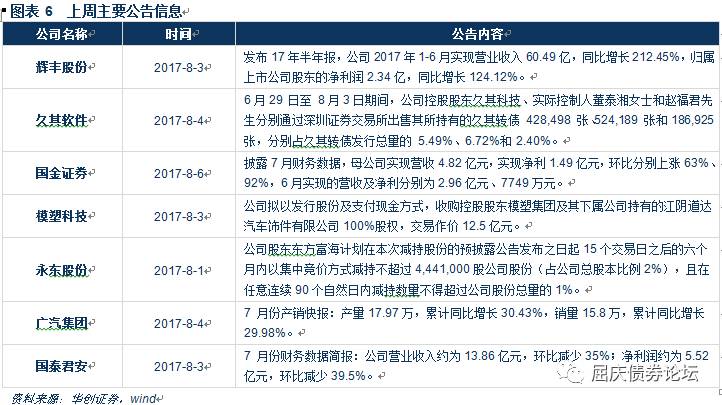 图表 6 上周主要公告信息
公司名称 时间 公告内容
辉丰股份 2017-8-3
发布 17 年半年报，公司 2017 年 1-6 月实现营业收入 60.49 亿，同比增长 212.45%，归属
上市公司股东的净利润 2.34 亿，同比增长 124.12%。
久其软件 2017-8-4
6 月 29 日至 8 月 3 日期间，公司控股股东久其科技、实际控制人董泰湘女士和赵福君先
生分别通过深圳证券交易所出售其所持有的久其转债 428,498 张、524,189 张和 186,925
张，分别占久其转债发行总量的 5.49%、6.72%和 2.40%。
国金证券 2017-8-6
披露 7 月财务数据，母公司实现营收 4.82 亿元，实现净利 1.49 亿元，环比分别上涨 63%、
92%，6 月实现的营收及净利分别为 2.96 亿元、7749 万元。
模塑科技 2017-8-3
公司拟以发行股份及支付现金方式，收购控股股东模塑集团及其下属公司持有的江阴道达
汽车饰件有限公司 100%股权，交易作价 12.5 亿元。
永东股份 2017-8-1
公司股东东方富海计划在本次减持股份的预披露公告发布之日起 15 个交易日之后的六个
月内以集中竞价方式减持不超过 4,441,000 股公司股份（占公司总股本比例 2%），且在
任意连续 90 个自然日内减持数量不得超过公司股份总量的 1%。
广汽集团 2017-8-4
7 月份产销快报：产量 17.97 万，累计同比增长 30.43%，销量 15.8 万，累计同比增长
29.98%。
国泰君安 2017-8-3
7 月份财务数据简报：公司营业收入约为 13.86 亿元，环比减少 35%；净利润约为 5.52
亿元，环比减少 39.5%。
资料来源：华创证券，wind
屈庆债券论坛